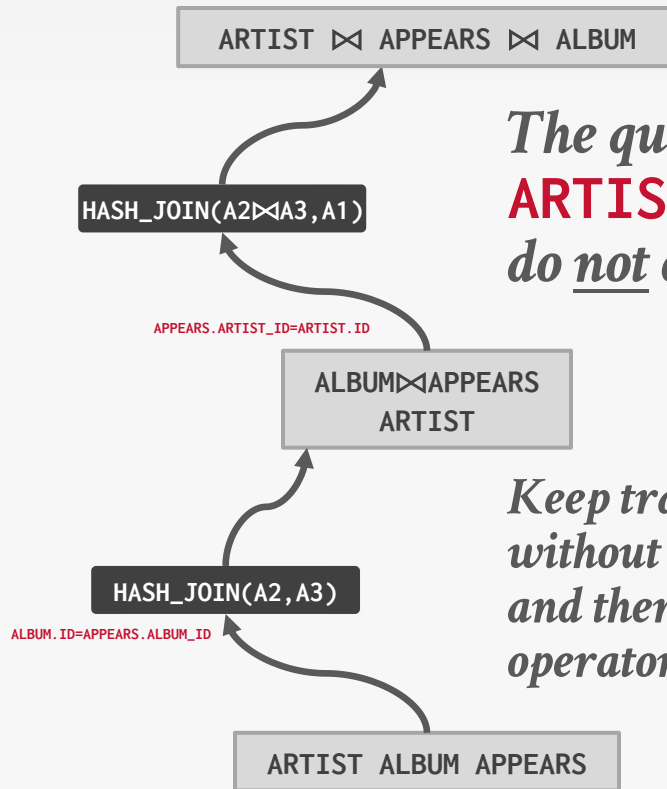 ARTIST ⋈ APPEARS ⋈ ALBUM
The qu
ARTIS
do not
HASH_JOIN(A2⋈A3,A1)
APPEARS.ARTIST_ID=ARTIST.ID
ALBUM⋈APPEARS
ARTIST
Keep tra
without
and then
operator
HASH_JOIN(A2,A3)
ALBUM.ID=APPEARS.ALBUM_ID
ARTIST ALBUM APPEARS